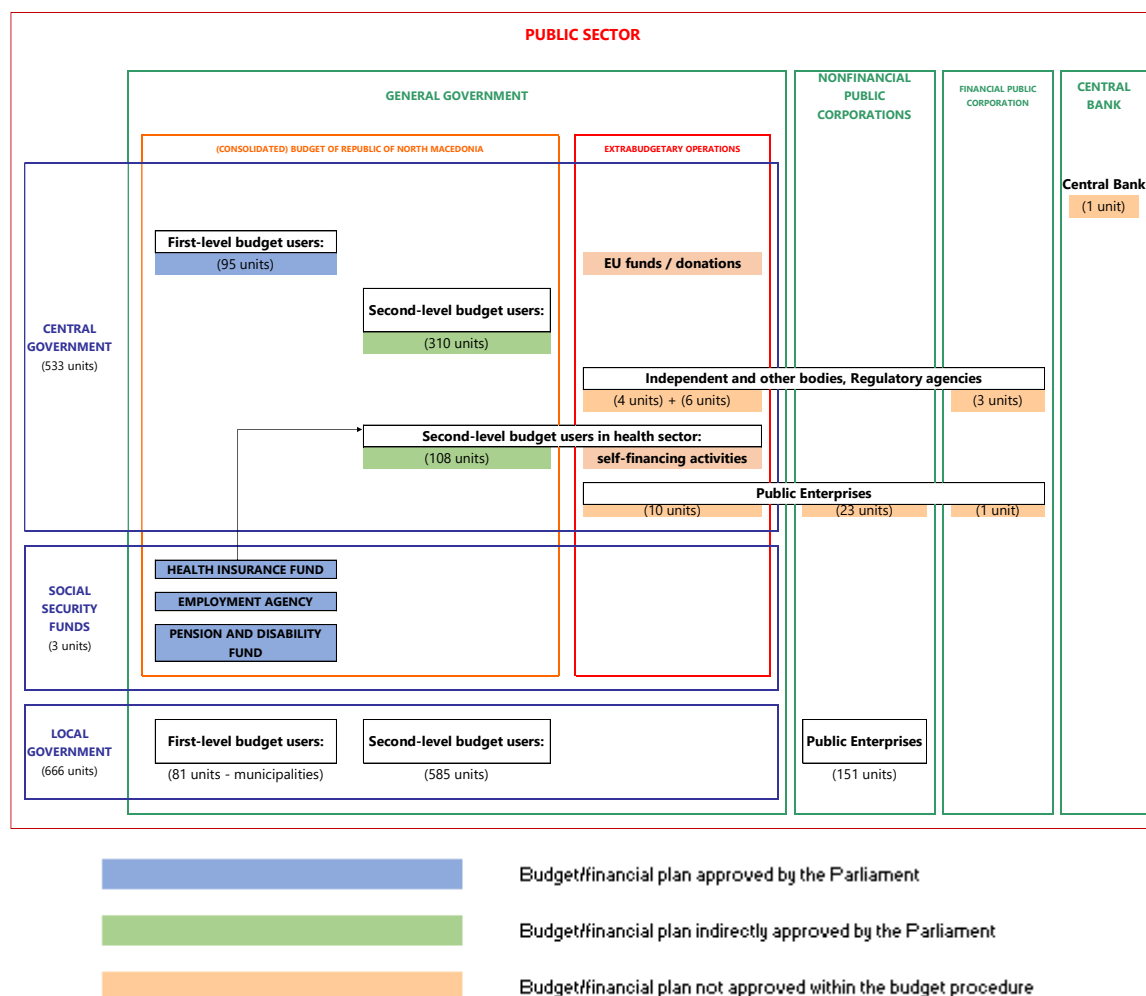 PUBLIC SECTOR
GENERAL GOVERNMENT
NONFINANCIAL
PUBLIC
CORPORATIONS
FINANCIAL PUBLIC
CORPORATION
CENTRAL
BANK
(CONSOLIDATED) BUDGET OF REPUBLIC OF NORTH MACEDONIA
EXTRABUDGETARY OPERATIONS
Central Bank
(1 unit)
First-level budget users:
(95 units)
EU funds / donations
Second-level budget users:
(310 units)
CENTRAL
GOVERNMENT
(533 units)
Independent and other bodies, Regulatory agencies
(4 units) + (6 units)
(3 units)
Second-level budget users in health sector:
(108 units)
self-financing activities
Public Enterprises
(10 units)
(23 units)
(1 unit)
SOCIAL
SECURITY
FUNDS
(3 units)
HEALTH INSURANCE FUND
EMPLOYMENT AGENCY
PENSION AND DISABILITY
FUND
LOCAL
GOVERNMENT
(666 units)
First-level budget users:
(81 units - municipalities)
Second-level budget users:
(585 units)
Public Enterprises
(151 units)
Budget/financial plan approved by the Parliament
Budget/financial plan indirectly approved by the Parliament
Budget/financial plan not approved within the budget procedure